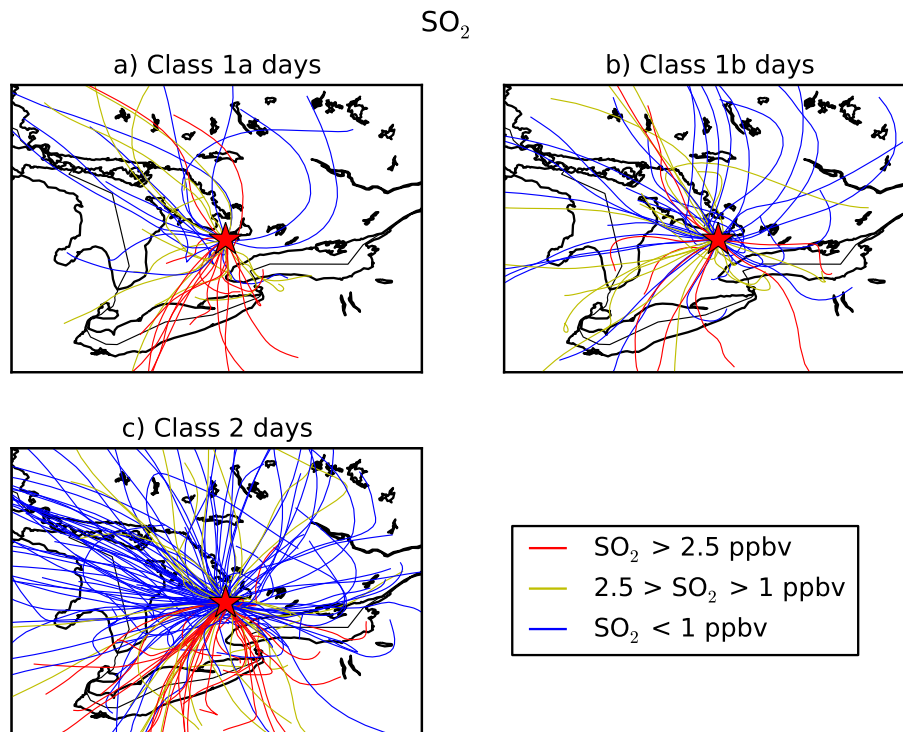 SO₂
a) Class 1a days
b) Class 1b days
c) Class 2 days
SO₂ > 2.5 ppbv
2.5 > SO₂ > 1 ppbv
SO₂ < 1 ppbv